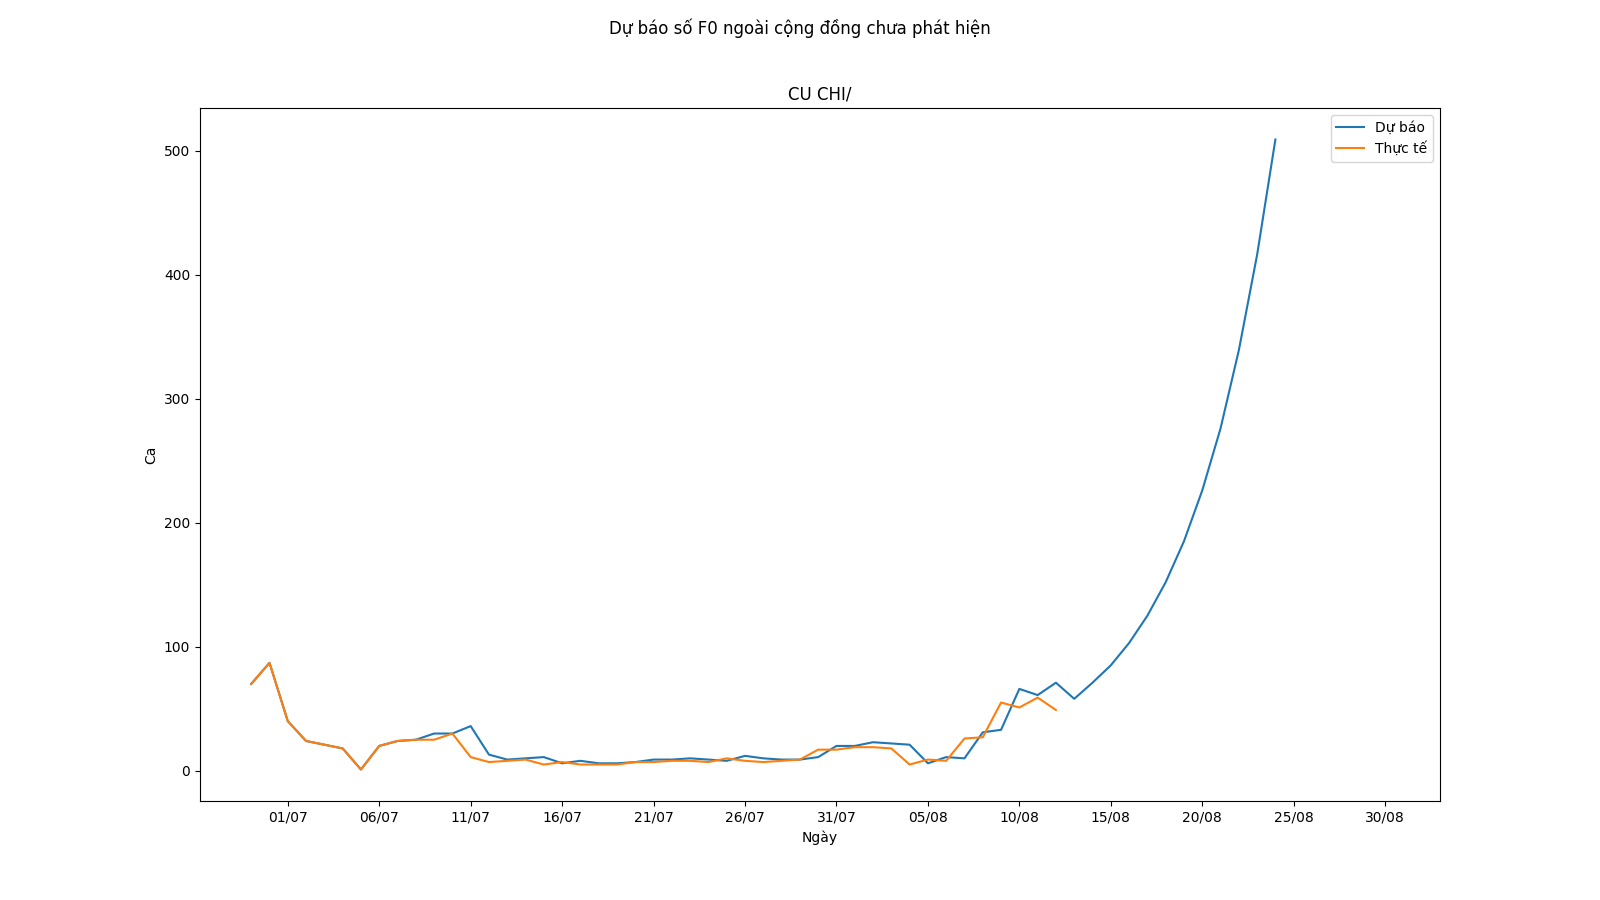 Dự báo số F0 ngoài cộng đồng chưa phát hiện
CU CHI/
Dự báo
Thực tế
500
400
300
200
100
0
Ca
01/07 06/07 11/07 16/07 21/07 26/07 31/07 05/08 10/08 15/08 20/08 25/08 30/08
Ngày